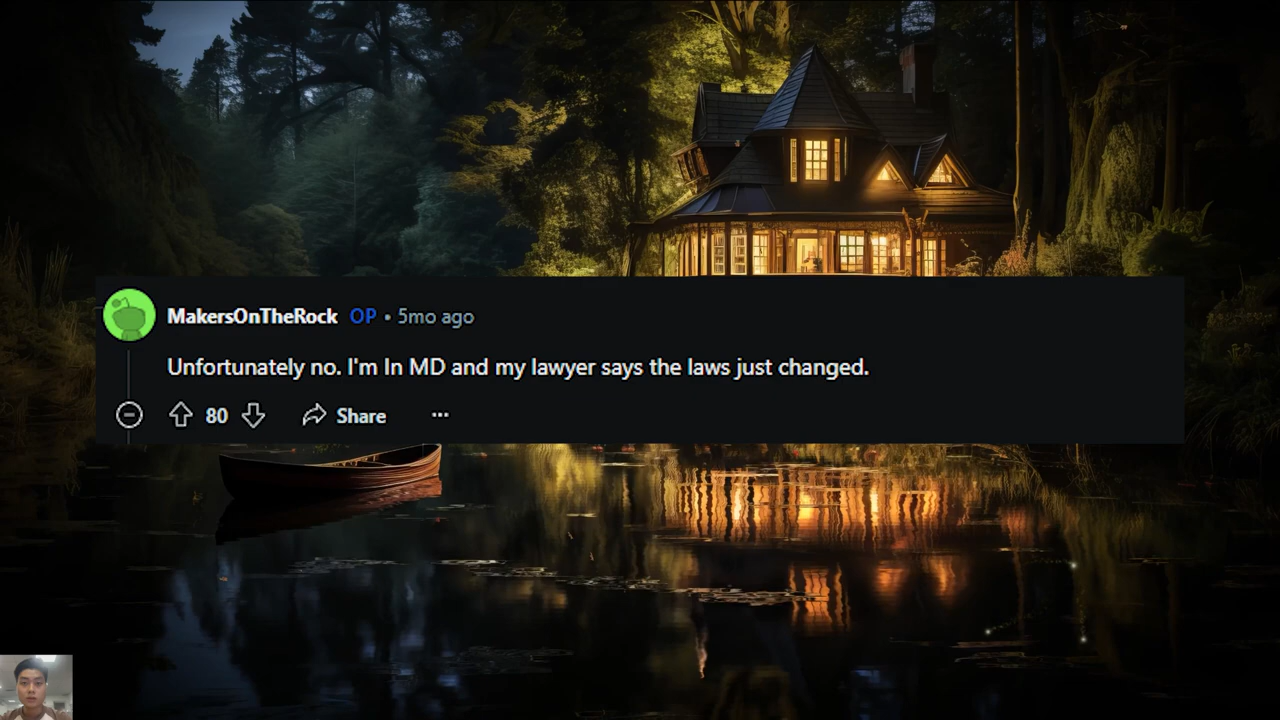 MakersOnTheRock OP • 5mo ago
Unfortunately no. I'm In MD and my lawyer says the laws just changed.
80 Share ...